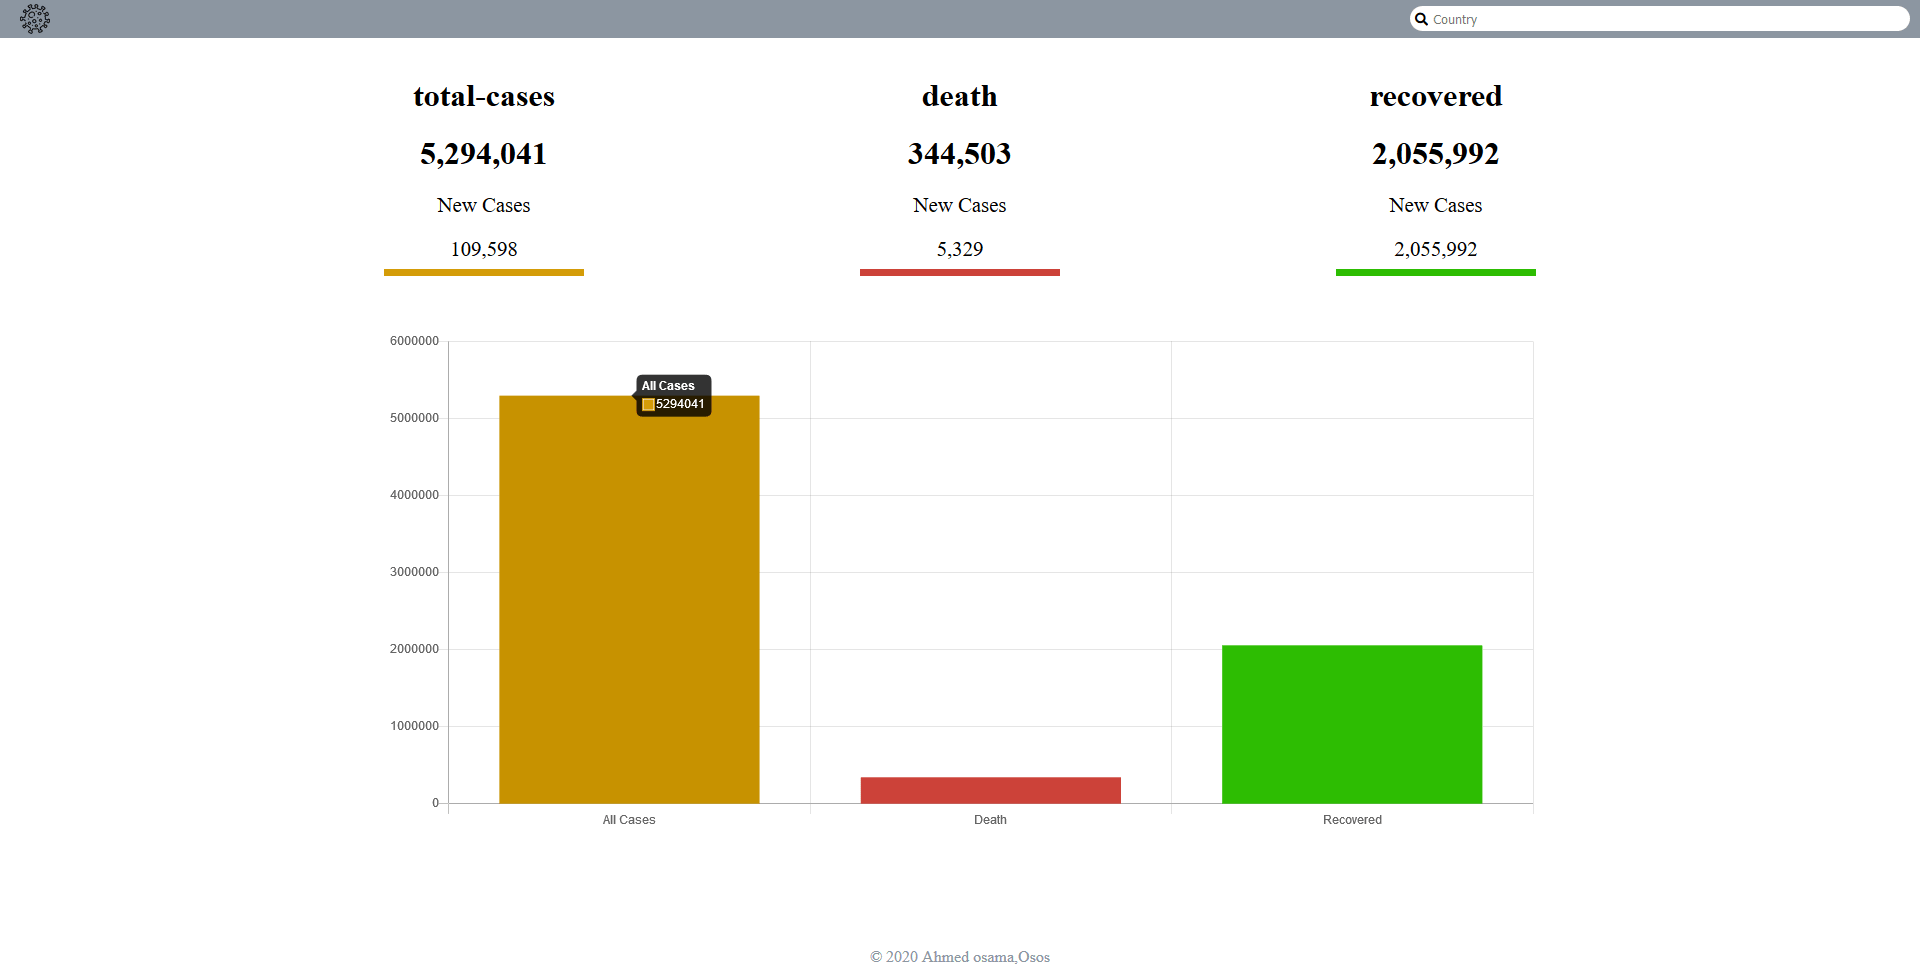 Country
total-cases
death
recovered
5,294,041
344,503
2,055,992
New Cases
New Cases
New Cases
109,598
5,329
2,055,992
6000000
All Cases
5294041
5000000
4000000
3000000
2000000
1000000
0
All Cases
Death
Recovered
© 2020 Ahmed osama,Osos